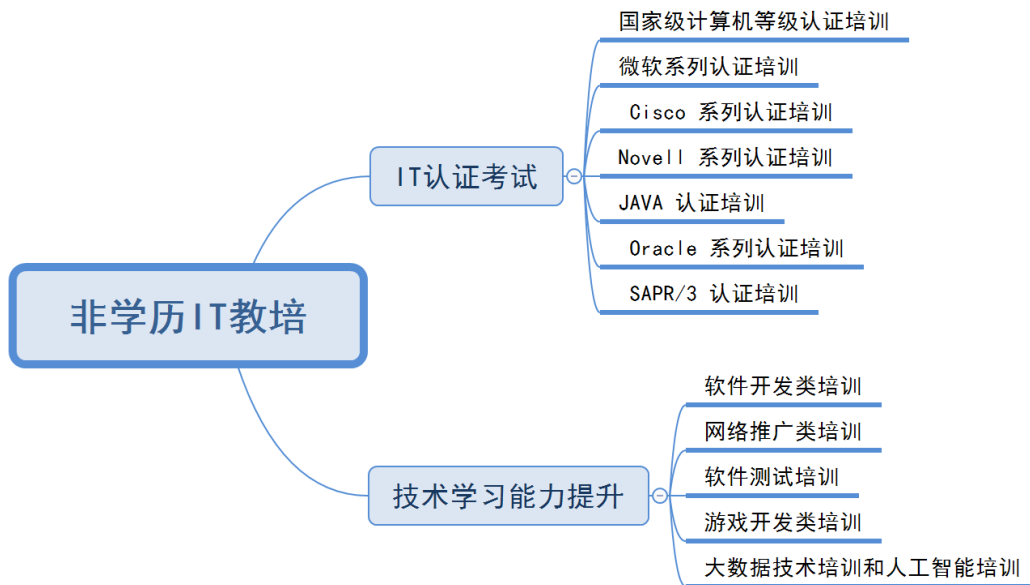 国家级计算机等级认证培训
微软系列认证培训
Cisco 系列认证培训
Novell 系列认证培训
JAVA 认证培训
Oracle 系列认证培训
SAPR/3 认证培训
IT认证考试
非学历IT教培
技术学习能力提升
软件开发类培训
网络推广类培训
软件测试培训
游戏开发类培训
大数据技术培训和人工智能培训